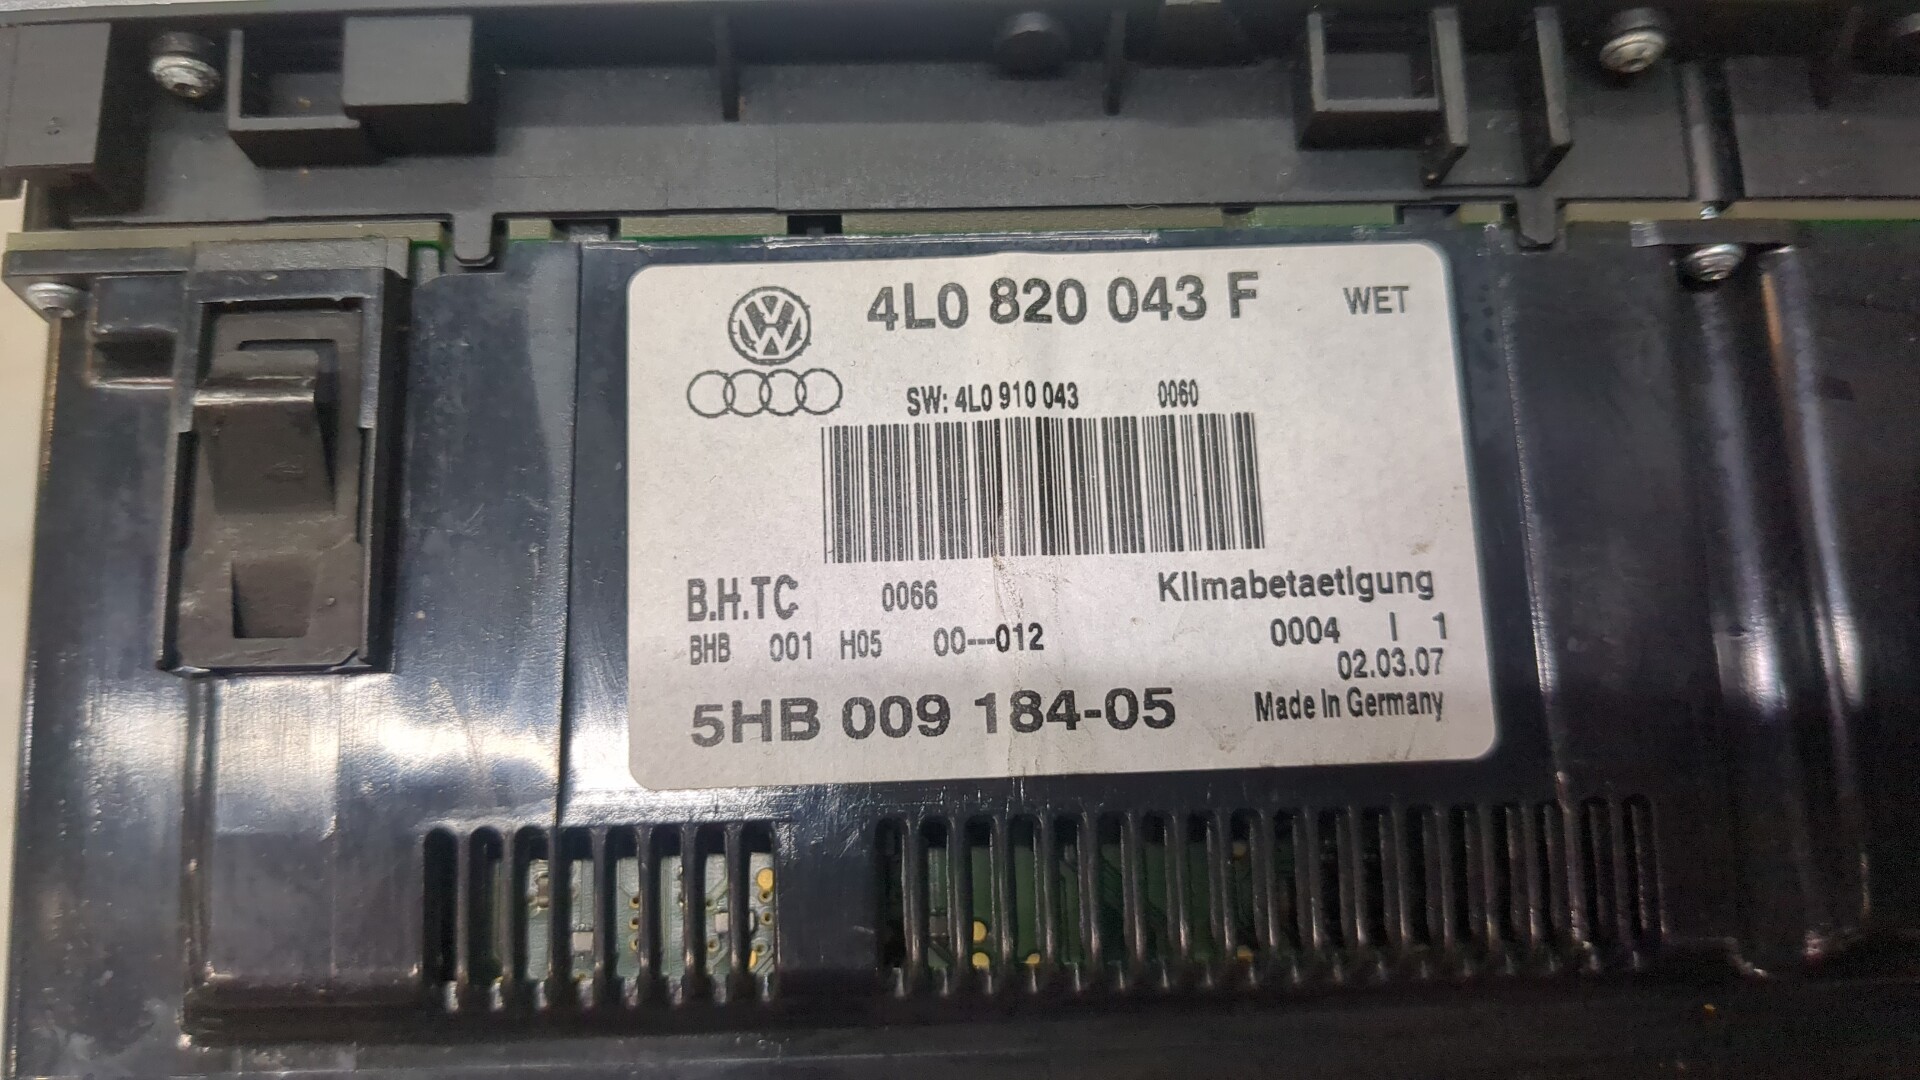 4L0 820 043 F WET
SW: 4L0 910 043 0060
B.H.TC 0066 Klimabetaetigung
BHB 001 H05 00---012 0004 I 1
02.03.07
5HB 009 184-05 Made In Germany